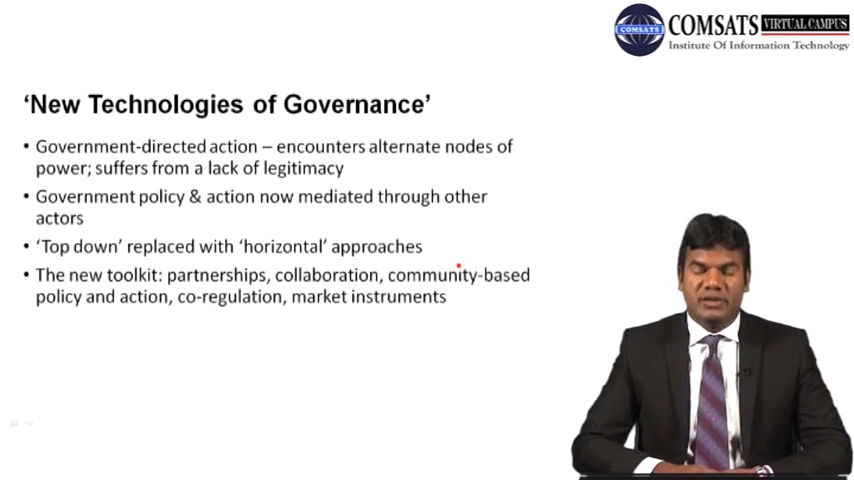 COMSATS
COMSATS VIRTUAL CAMPUS
Institute Of Information Technology
‘New Technologies of Governance’
• Government-directed action – encounters alternate nodes of
power; suffers from a lack of legitimacy
• Government policy & action now mediated through other
actors
• ‘Top down’ replaced with ‘horizontal’ approaches
• The new toolkit: partnerships, collaboration, community-based
policy and action, co-regulation, market instruments